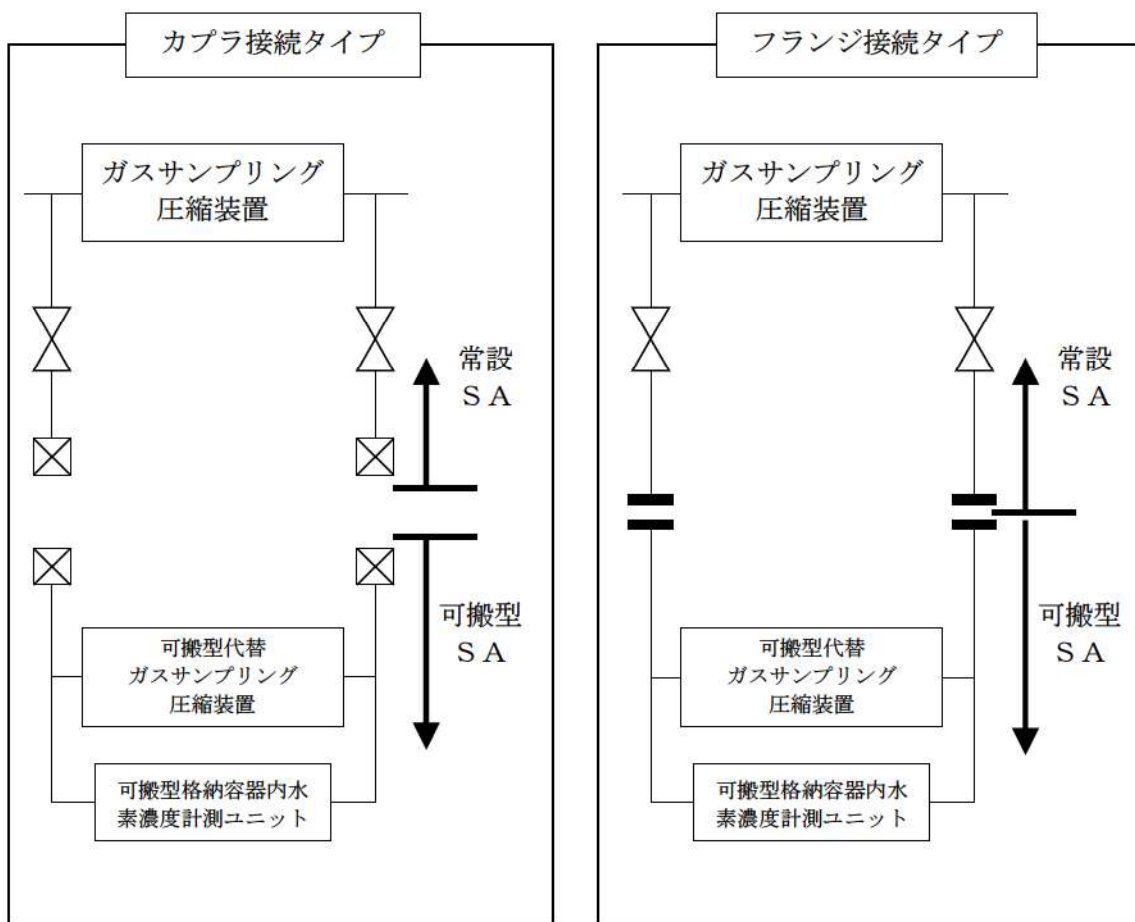 カプラ接続タイプ
ガスサンプリング
圧縮装置
常設
ＳＡ
可搬型
ＳＡ
可搬型代替
ガスサンプリング
圧縮装置
可搬型格納容器内水
素濃度計測ユニット
フランジ接続タイプ
ガスサンプリング
圧縮装置
常設
ＳＡ
可搬型
ＳＡ
可搬型代替
ガスサンプリング
圧縮装置
可搬型格納容器内水
素濃度計測ユニット